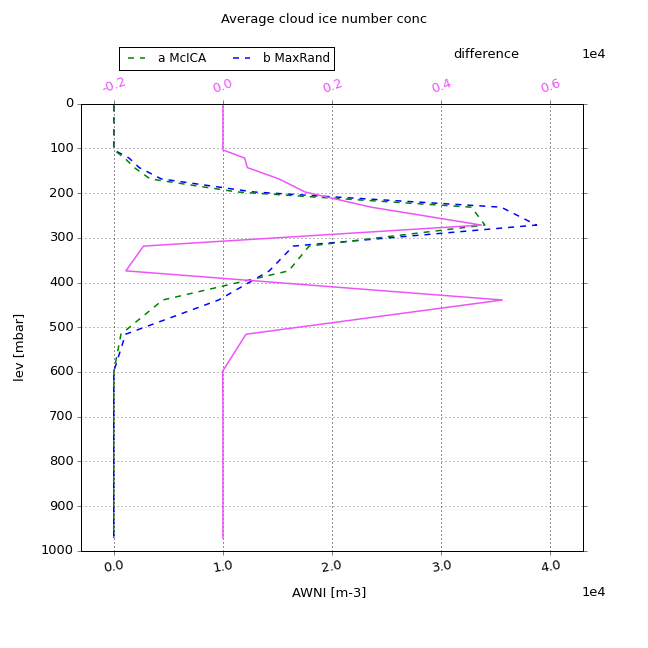 Average cloud ice number conc
a McICA b MaxRand
difference 1e4
-0.2 0.0 0.2 0.4 0.6
0
100
200
300
400
500
600
700
800
900
1000
lev [mbar]
0.0 1.0 2.0 3.0 4.0
AWNI [m-3] 1e4